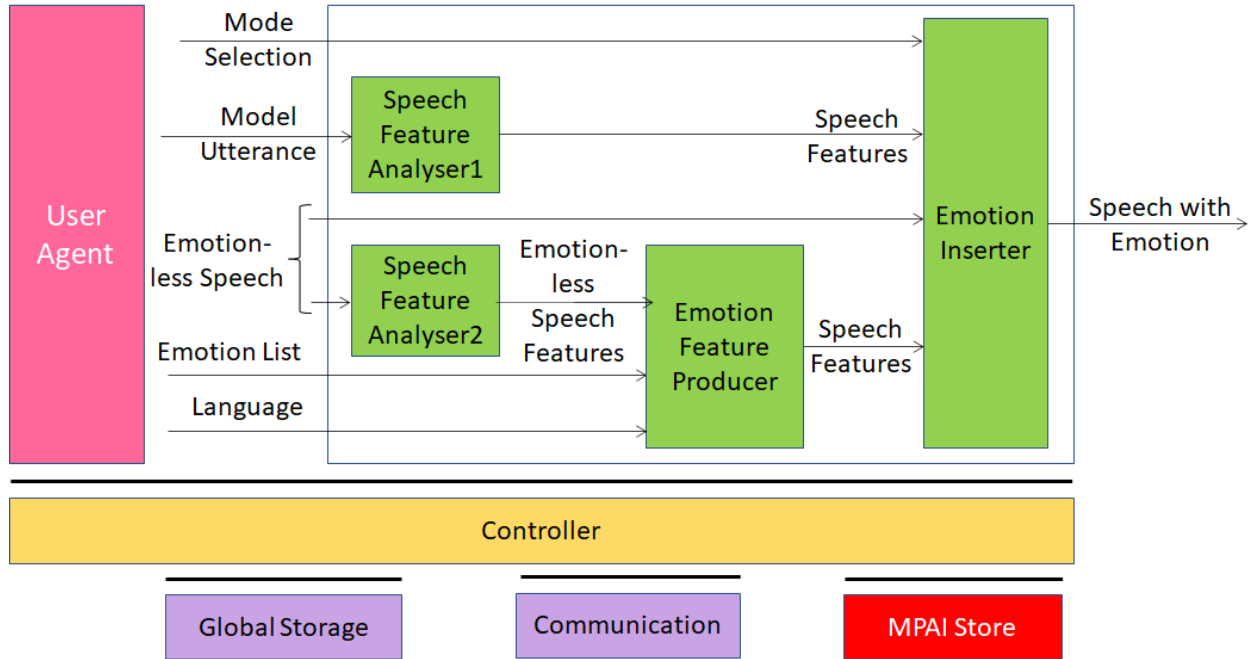 Mode
Selection
Speech
Feature
Analyser1
Model
Utterance
Speech
Features
User
Agent
Emotion-
less Speech
Speech
Feature
Analyser2
Emotion-
less
Speech
Features
Emotion
Feature
Producer
Speech
Features
Emotion
Inserter
Speech with
Emotion
Emotion List
Language
Controller
Global Storage
Communication
MPAI Store